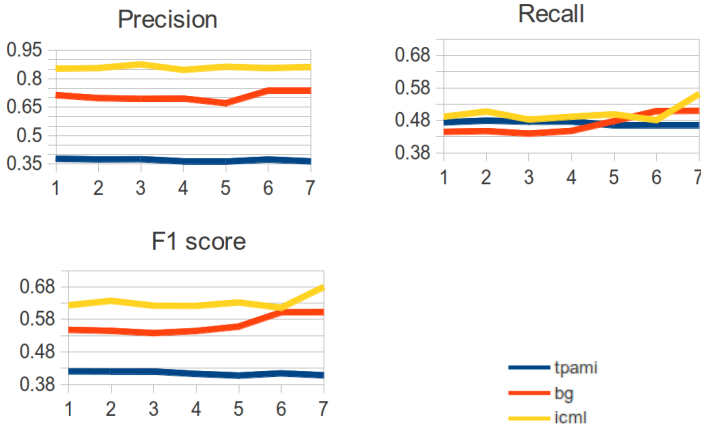 Precision
0.95
0.8
0.65
0.5
0.35
1 2 3 4 5 6 7
Recall
0.68
0.58
0.48
0.38
1 2 3 4 5 6 7
F1 score
0.68
0.58
0.48
0.38
1 2 3 4 5 6 7
tpami
bg
icml